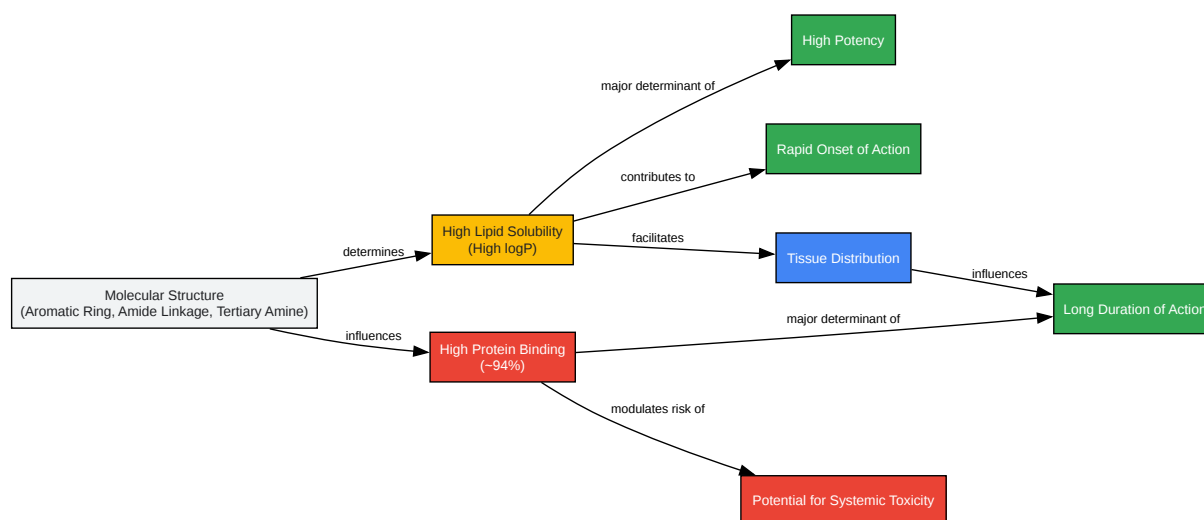 High Potency
major determinant of
Rapid Onset of Action
contributes to
High Lipid Solubility
(High logP)
facilitates
determines
Tissue Distribution
influences
Molecular Structure
(Aromatic Ring, Amide Linkage, Tertiary Amine)
Long Duration of Action
major determinant of
influences
High Protein Binding
(~94%)
modulates risk of
Potential for Systemic Toxicity